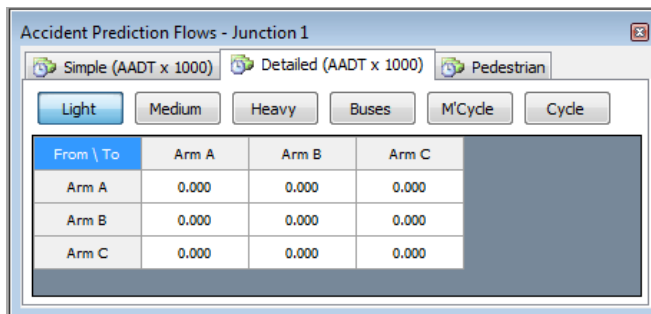 Accident Prediction Flows - Junction 1
Simple (AADT x 1000) Detailed (AADT x 1000) Pedestrian
Light Medium Heavy Buses M'Cycle Cycle
From \ To Arm A Arm B Arm C
Arm A 0.000 0.000 0.000
Arm B 0.000 0.000 0.000
Arm C 0.000 0.000 0.000